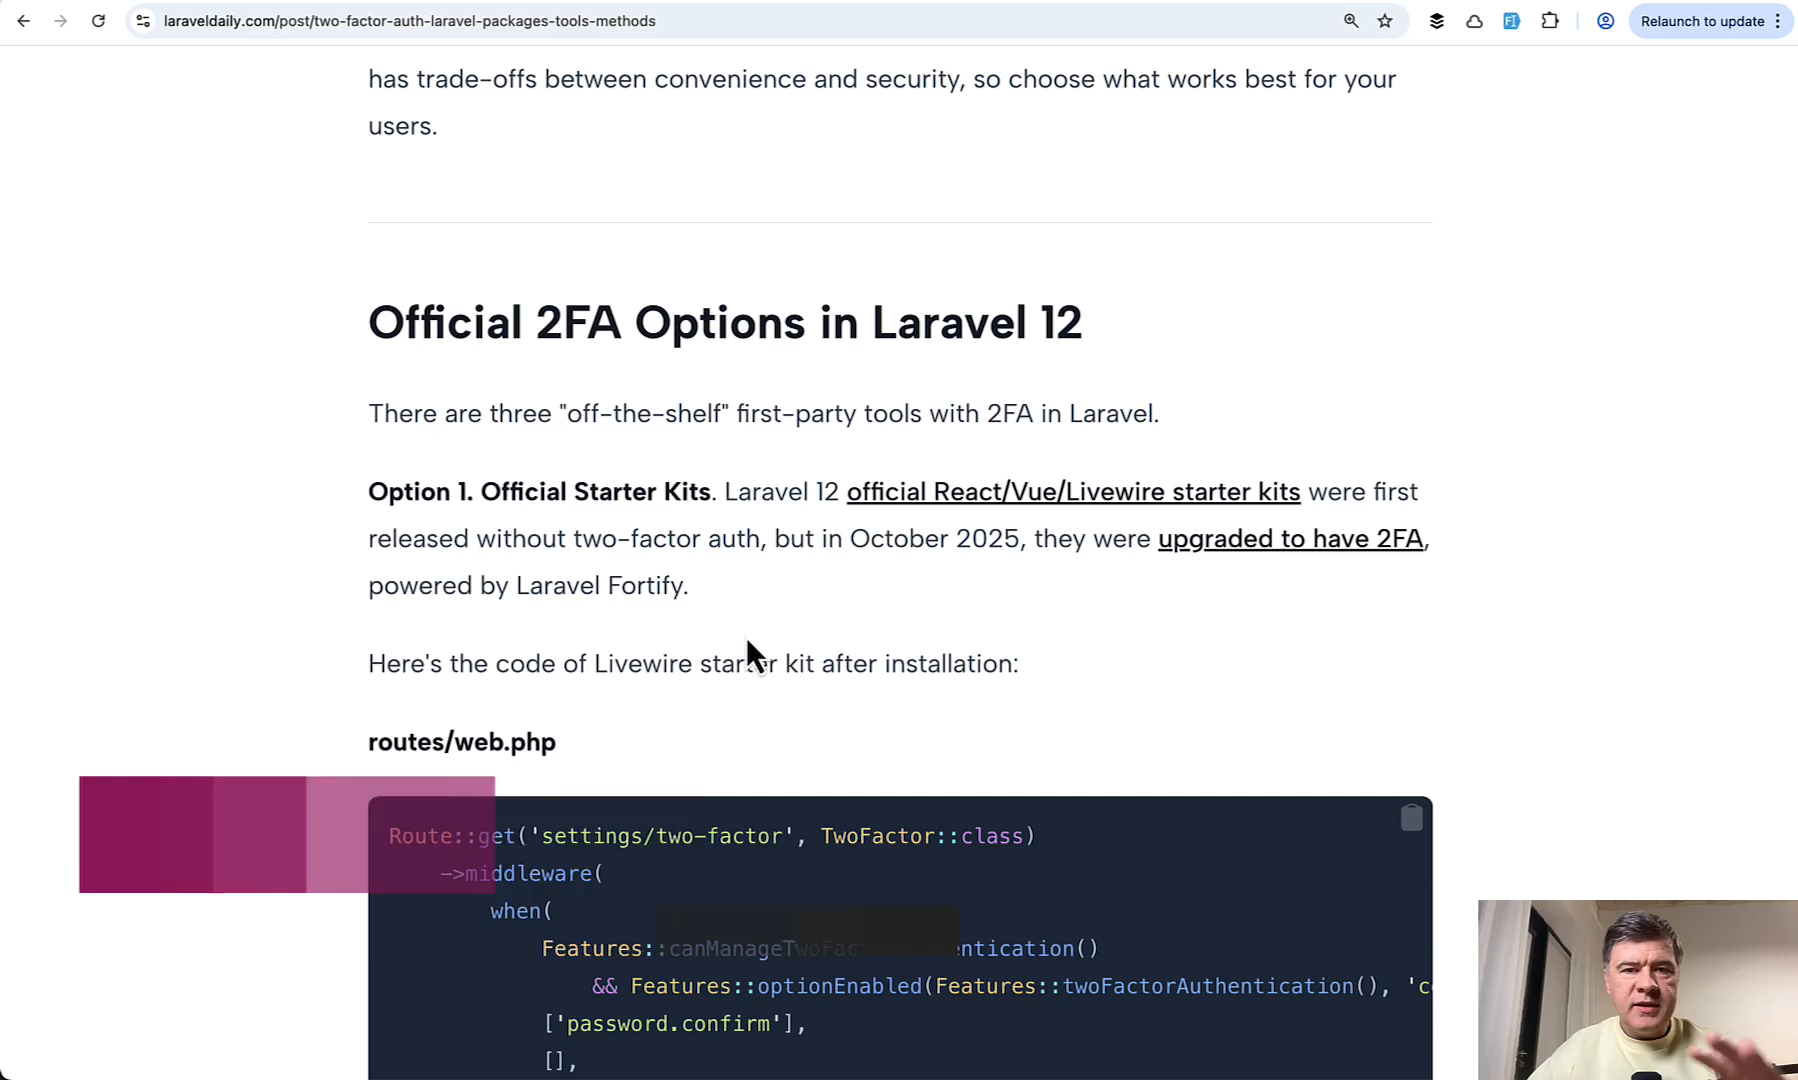 laraveldaily.com/post/two-factor-auth-laravel-packages-tools-methods
Relaunch to update
has trade-offs between convenience and security, so choose what works best for your
users.
Official 2FA Options in Laravel 12
There are three "off-the-shelf" first-party tools with 2FA in Laravel.
Option 1. Official Starter Kits. Laravel 12 official React/Vue/Livewire starter kits were first
released without two-factor auth, but in October 2025, they were upgraded to have 2FA,
powered by Laravel Fortify.
Here's the code of Livewire starter kit after installation:
routes/web.php
Route::get('settings/two-factor', TwoFactor::class)
->middleware(
when(
Features::canManageTwoFactorAuthentication()
&& Features::optionEnabled(Features::twoFactorAuthentication(), 'c
['password.confirm'],
[],